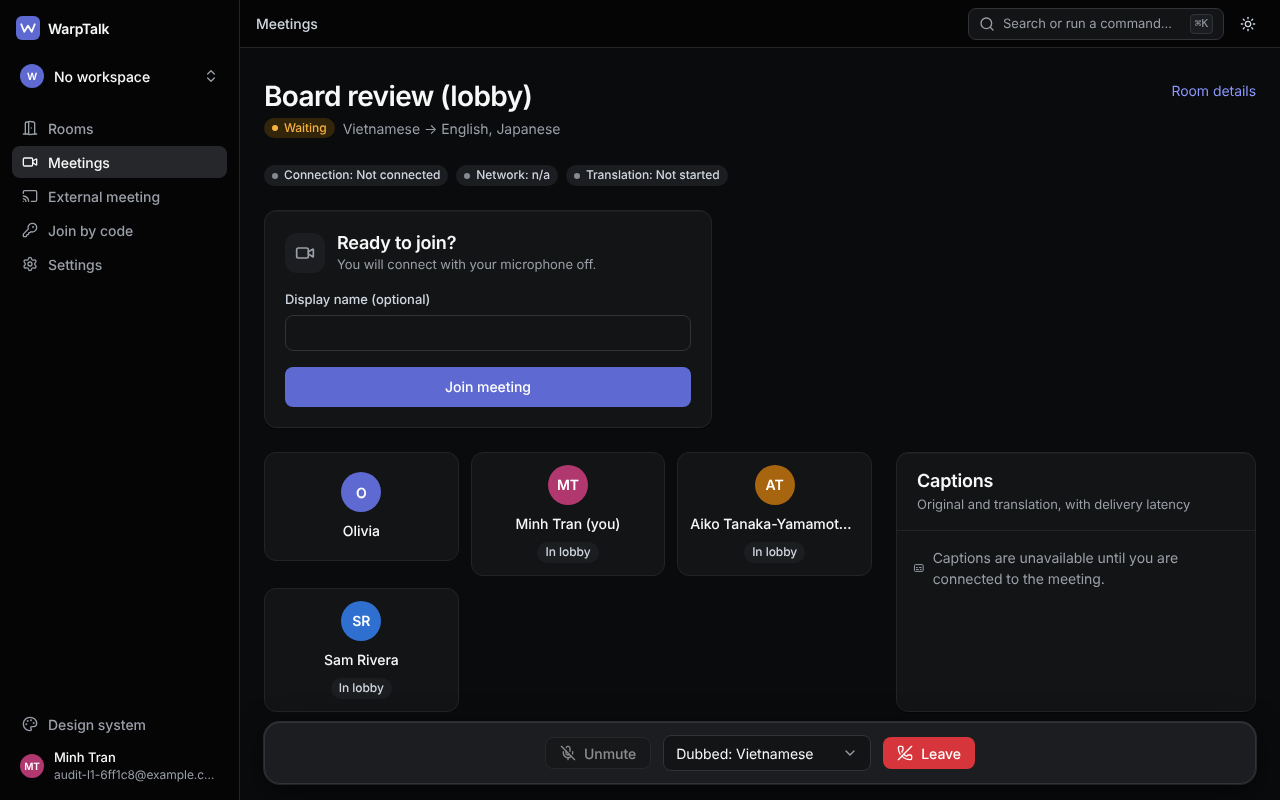 WarpTalk
W
No workspace
Rooms
Meetings
External meeting
Join by code
Settings
Design system
MT
Minh Tran
audit-l1-6ff1c8@example.c...
Meetings
Search or run a command...
⌘K
Board review (lobby)
Room details
Waiting
Vietnamese → English, Japanese
Connection: Not connected
Network: n/a
Translation: Not started
Ready to join?
You will connect with your microphone off.
Display name (optional)
Join meeting
O
Olivia
MT
Minh Tran (you)
In lobby
AT
Aiko Tanaka-Yamamot...
In lobby
SR
Sam Rivera
In lobby
Captions
Original and translation, with delivery latency
Captions are unavailable until you are
connected to the meeting.
Unmute
Dubbed: Vietnamese
Leave